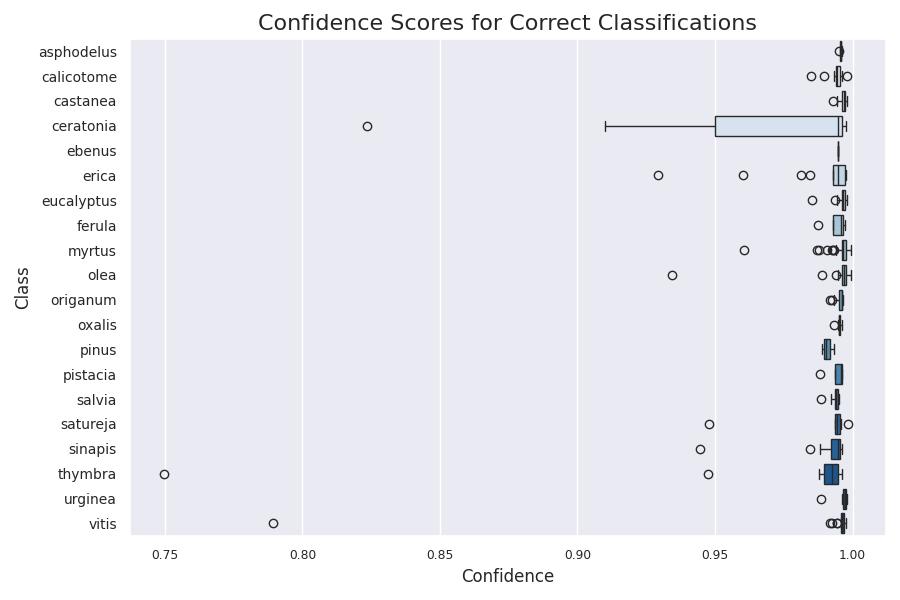 Confidence Scores for Correct Classifications
Class
asphodelus
calicotome
castanea
ceratonia
ebenus
erica
eucalyptus
ferula
myrtus
olea
origanum
oxalis
pinus
pistacia
salvia
satureja
sinapis
thymbra
urginea
vitis
0.75 0.80 0.85 0.90 0.95 1.00
Confidence